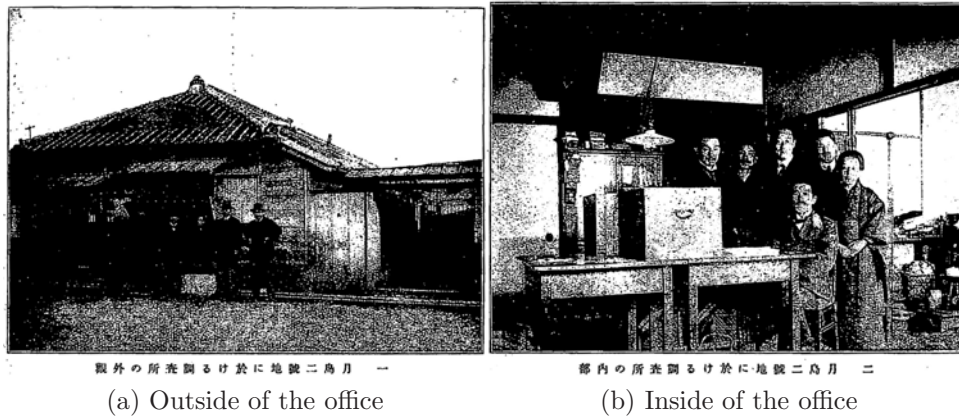 一 月島二號地に於ける調査所の外觀
二 月島二號地に於ける調査所の内部
(a) Outside of the office
(b) Inside of the office